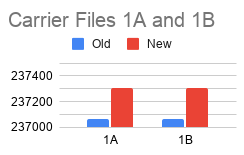 Carrier Files 1A and 1B
Old New
237400
237200
237000
1A 1B